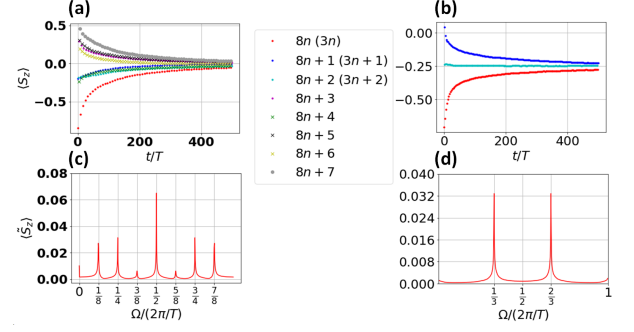 (a)
0.5
0.0
−0.5
⟨S_z⟩
0 200 400
t/T
8n (3n)
8n + 1 (3n + 1)
8n + 2 (3n + 2)
8n + 3
8n + 4
8n + 5
8n + 6
8n + 7
(b)
0.00
−0.25
−0.50
0 200 400
t/T
(c)
0.08
0.06
0.04
0.02
0.00
⟨S̃_z⟩
0 1/8 1/4 3/8 1/2 5/8 3/4 7/8
Ω/(2π/T)
(d)
0.040
0.032
0.024
0.016
0.008
0.000
1/3 1/2 2/3 1
Ω/(2π/T)